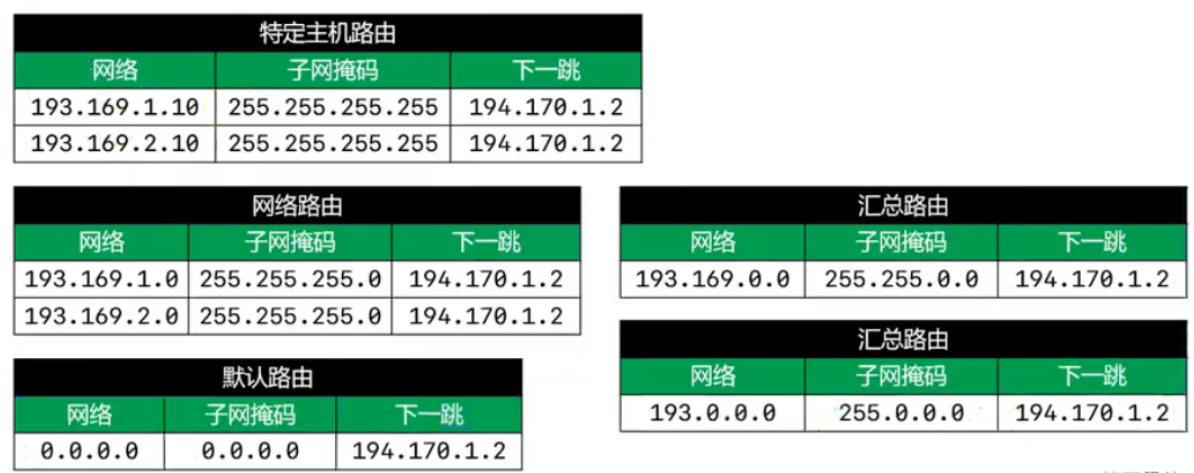 特定主机路由
网络 子网掩码 下一跳
193.169.1.10 255.255.255.255 194.170.1.2
193.169.2.10 255.255.255.255 194.170.1.2
网络路由
网络 子网掩码 下一跳
193.169.1.0 255.255.255.0 194.170.1.2
193.169.2.0 255.255.255.0 194.170.1.2
汇总路由
网络 子网掩码 下一跳
193.169.0.0 255.255.0.0 194.170.1.2
汇总路由
网络 子网掩码 下一跳
193.0.0.0 255.0.0.0 194.170.1.2
默认路由
网络 子网掩码 下一跳
0.0.0.0 0.0.0.0 194.170.1.2